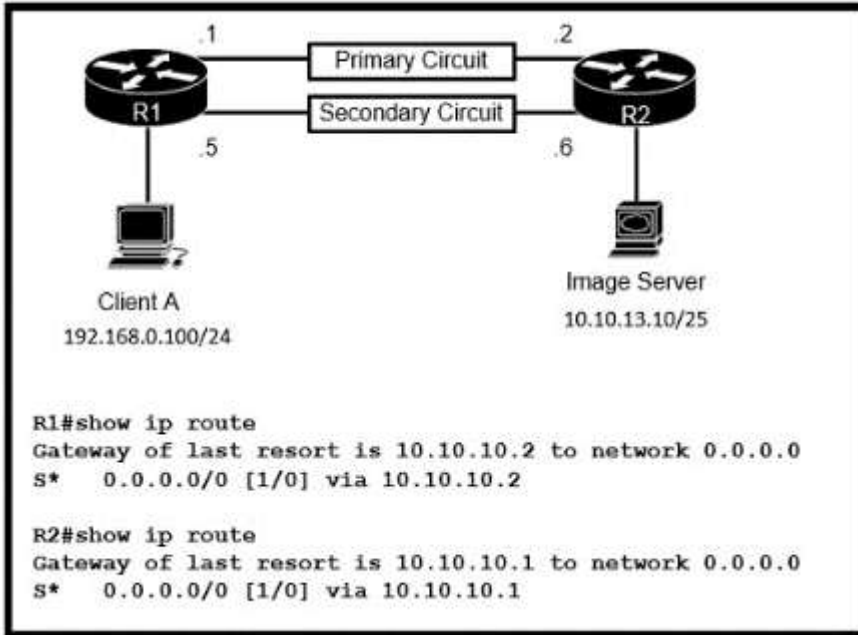 .1
.2
Primary Circuit
R1
Secondary Circuit
R2
.5
.6
Client A
192.168.0.100/24
Image Server
10.10.13.10/25
R1#show ip route
Gateway of last resort is 10.10.10.2 to network 0.0.0.0
S* 0.0.0.0/0 [1/0] via 10.10.10.2
R2#show ip route
Gateway of last resort is 10.10.10.1 to network 0.0.0.0
S* 0.0.0.0/0 [1/0] via 10.10.10.1